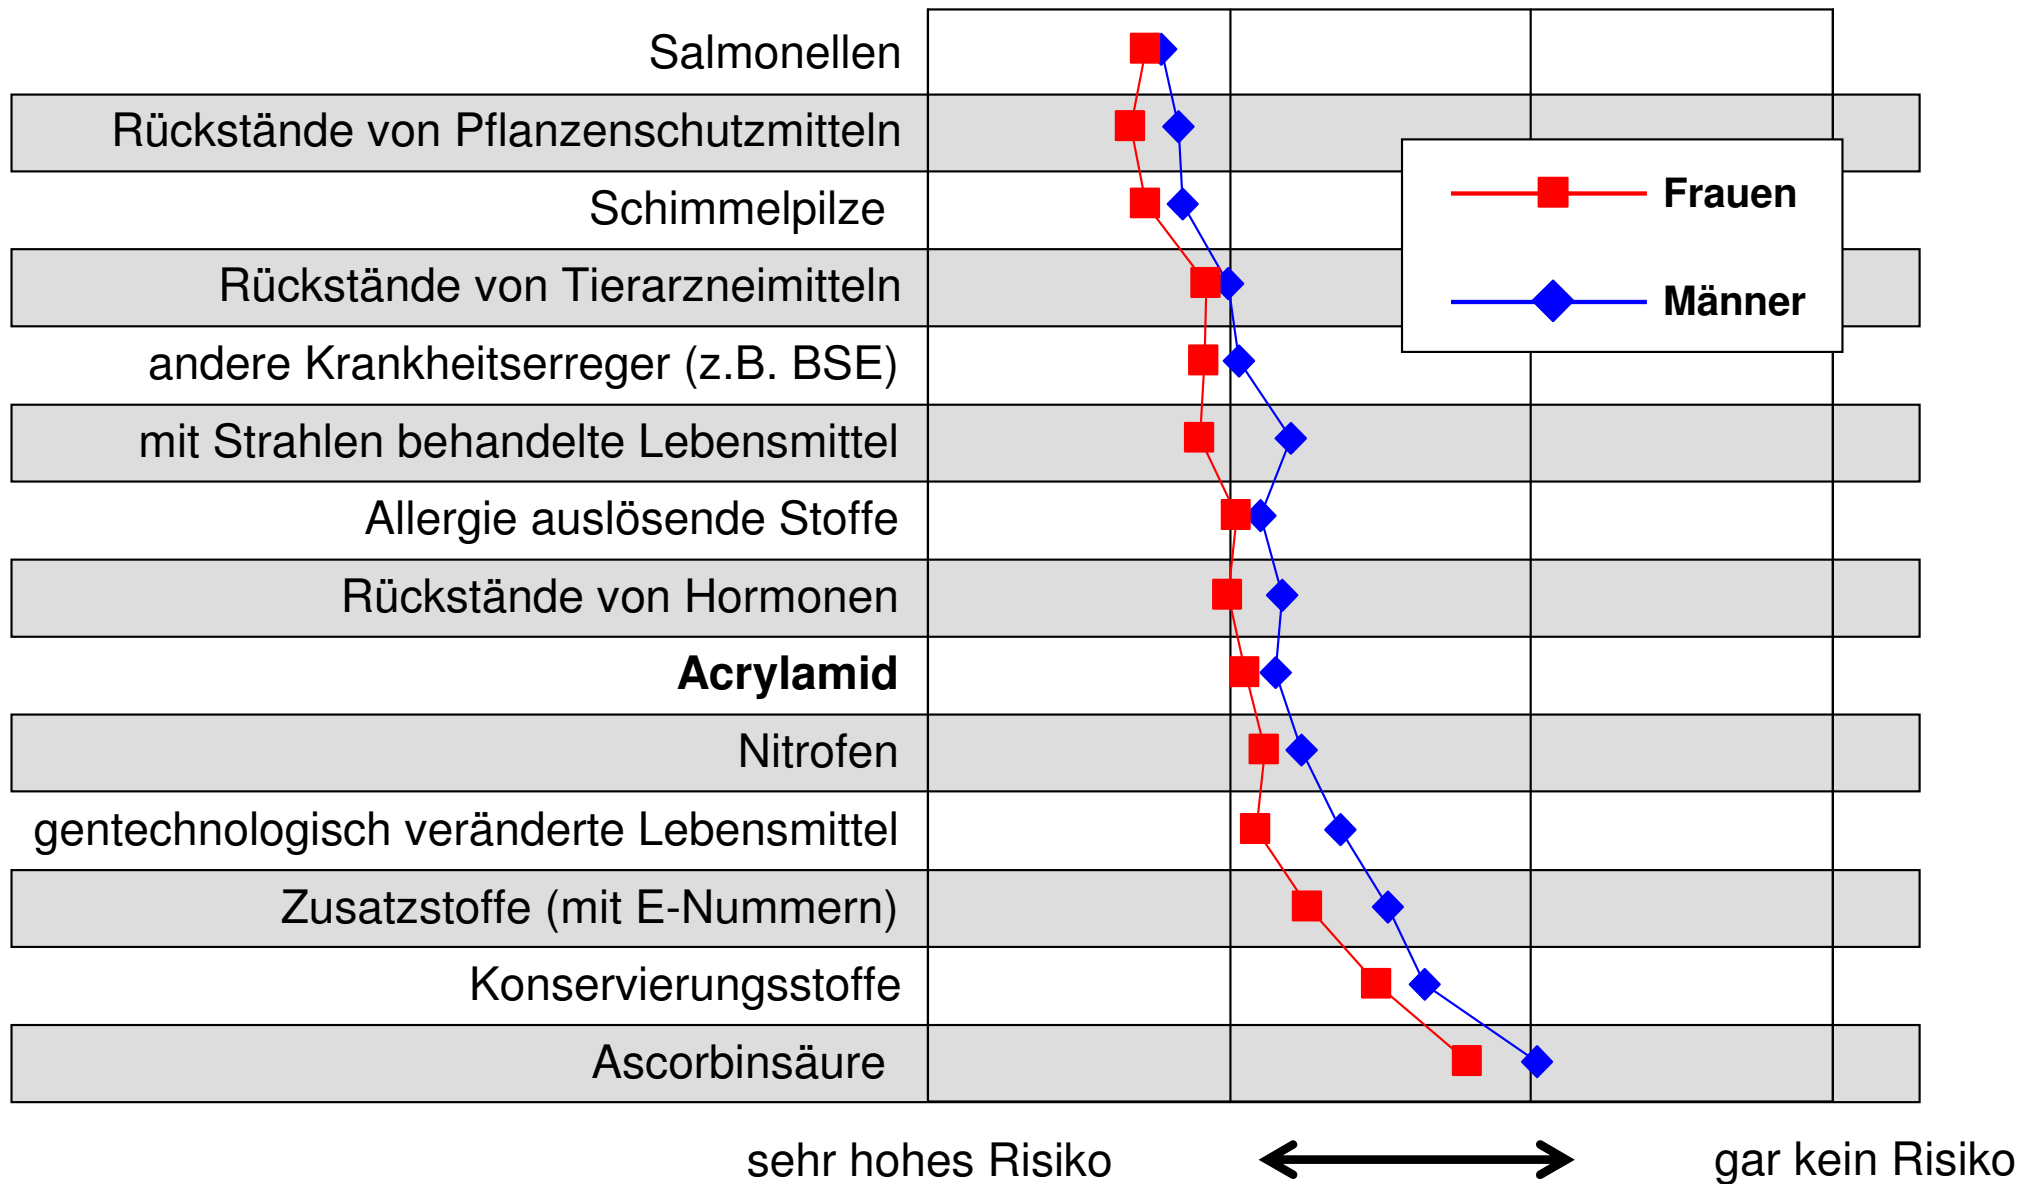 Salmonellen
Rückstände von Pflanzenschutzmitteln
Schimmelpilze
Rückstände von Tierarzneimitteln
andere Krankheitserreger (z.B. BSE)
mit Strahlen behandelte Lebensmittel
Allergie auslösende Stoffe
Rückstände von Hormonen
Acrylamid
Nitrofen
gentechnologisch veränderte Lebensmittel
Zusatzstoffe (mit E-Nummern)
Konservierungsstoffe
Ascorbinsäure
Frauen
Männer
sehr hohes Risiko
gar kein Risiko